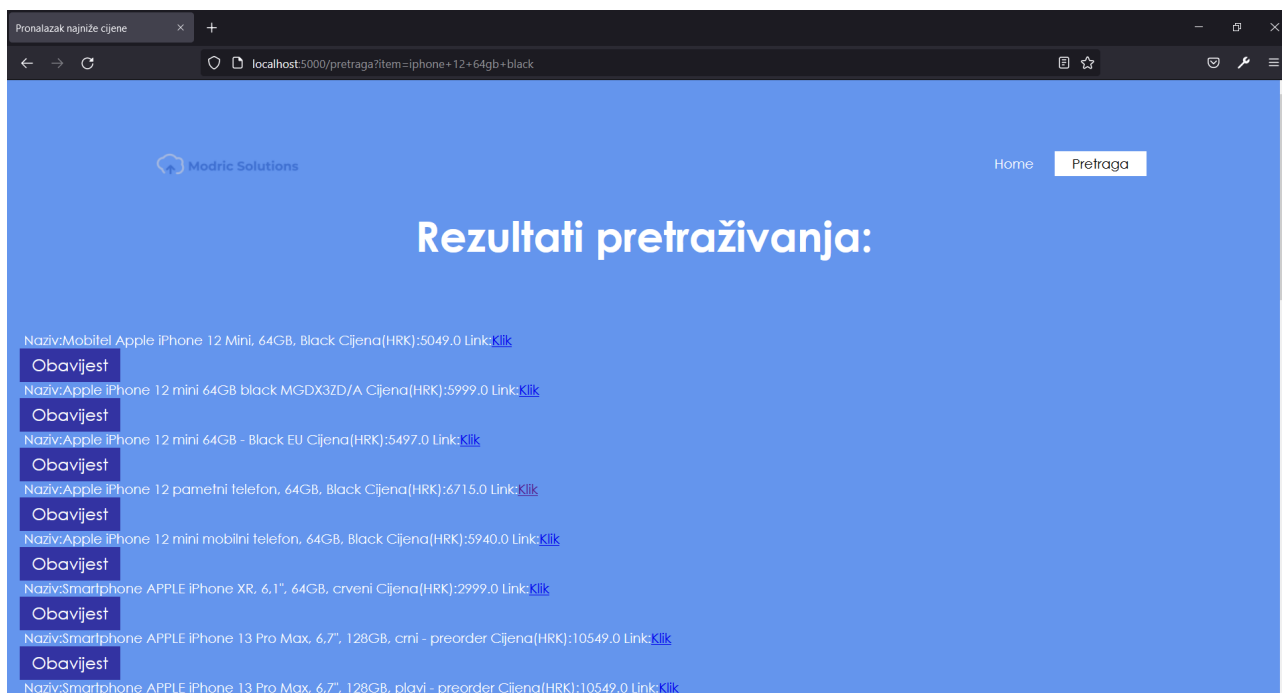 Pronalazak najniže cijene
localhost:5000/pretraga?item=iphone+12+64gb+black
Modric Solutions
Home
Pretraga
Rezultati pretraživanja:
Naziv:Mobitel Apple iPhone 12 Mini, 64GB, Black Cijena(HRK):5049.0 Link:Klik
Obavijest
Naziv:Apple iPhone 12 mini 64GB black MGDX3ZD/A Cijena(HRK):5999.0 Link:Klik
Obavijest
Naziv:Apple iPhone 12 mini 64GB - Black EU Cijena(HRK):5497.0 Link:Klik
Obavijest
Naziv:Apple iPhone 12 pametni telefon, 64GB, Black Cijena(HRK):6715.0 Link:Klik
Obavijest
Naziv:Apple iPhone 12 mini mobilni telefon, 64GB, Black Cijena(HRK):5940.0 Link:Klik
Obavijest
Naziv:Smartphone APPLE iPhone XR, 6,1", 64GB, crveni Cijena(HRK):2999.0 Link:Klik
Obavijest
Naziv:Smartphone APPLE iPhone 13 Pro Max, 6,7", 128GB, crni - preorder Cijena(HRK):10549.0 Link:Klik
Obavijest
Naziv:Smartphone APPLE iPhone 13 Pro Max, 6,7", 128GB, plavi - preorder Cijena(HRK):10549.0 Link:Klik